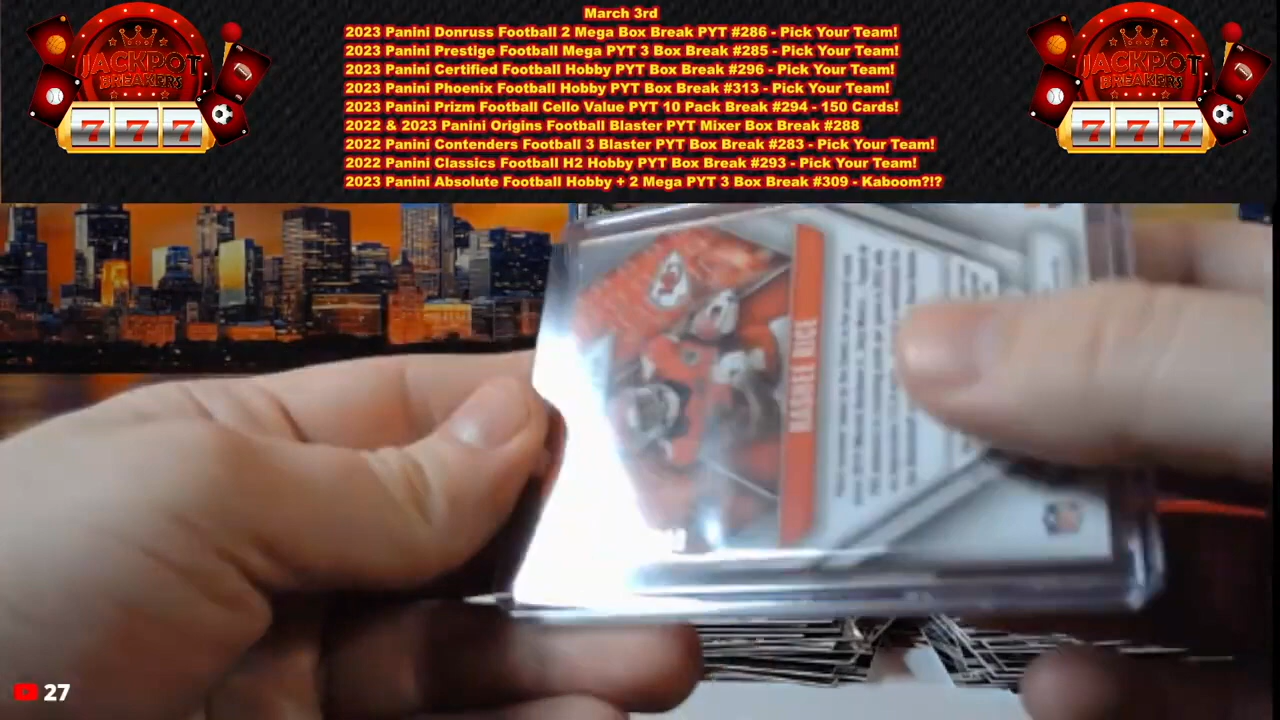 March 3rd
2023 Panini Donruss Football 2 Mega Box Break PYT #286 - Pick Your Team!
2023 Panini Prestige Football Mega PYT 3 Box Break #285 - Pick Your Team!
2023 Panini Certified Football Hobby PYT Box Break #296 - Pick Your Team!
2023 Panini Phoenix Football Hobby PYT Box Break #313 - Pick Your Team!
2023 Panini Prizm Football Cello Value PYT 10 Pack Break #294 - 150 Cards!
2022 & 2023 Panini Origins Football Blaster PYT Mixer Box Break #288
2022 Panini Contenders Football 3 Blaster PYT Box Break #283 - Pick Your Team!
2022 Panini Classics Football H2 Hobby PYT Box Break #293 - Pick Your Team!
2023 Panini Absolute Football Hobby + 2 Mega PYT 3 Box Break #309 - Kaboom?!?
JACKPOT
BREAKERS
7 7 7
JACKPOT
BREAKERS
7 7 7
RASHEE RICE
27